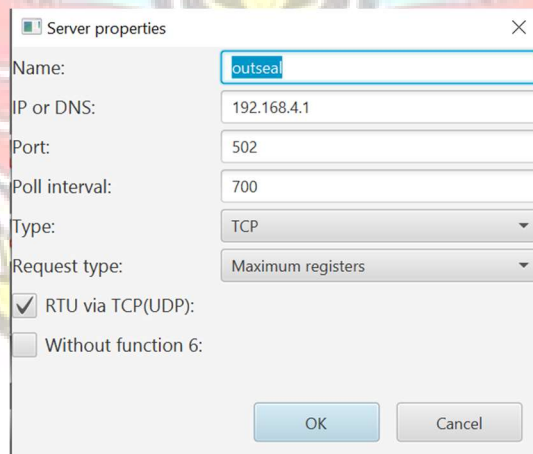 Server properties
Name: outseal
IP or DNS: 192.168.4.1
Port: 502
Poll interval: 700
Type: TCP
Request type: Maximum registers
RTU via TCP(UDP):
Without function 6:
OK Cancel